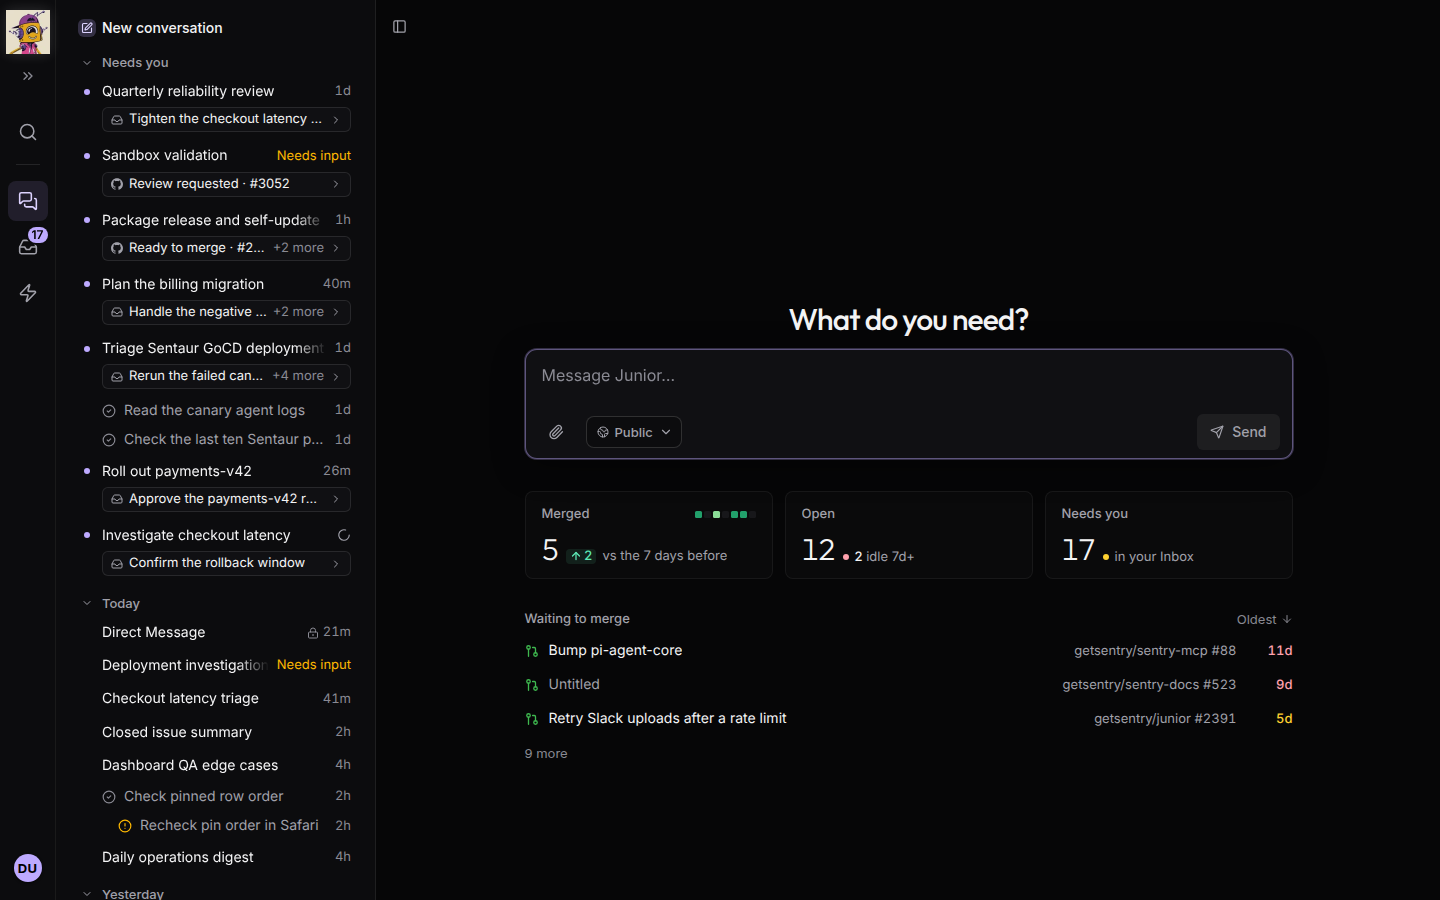 New conversation
Needs you
Quarterly reliability review 1d
Tighten the checkout latency ...
Sandbox validation Needs input
Review requested · #3052
Package release and self-update 1h
Ready to merge · #2... +2 more
17
Plan the billing migration 40m
Handle the negative ... +2 more
Triage Sentaur GoCD deployment 1d
Rerun the failed can... +4 more
Read the canary agent logs 1d
Check the last ten Sentaur p... 1d
Roll out payments-v42 26m
Approve the payments-v42 r...
Investigate checkout latency
Confirm the rollback window
Today
Direct Message 21m
Deployment investigation Needs input
Checkout latency triage 41m
Closed issue summary 2h
Dashboard QA edge cases 4h
Check pinned row order 2h
Recheck pin order in Safari 2h
Daily operations digest 4h
Yesterday
DU
What do you need?
Message Junior...
Public
Send
Merged
5 2 vs the 7 days before
Open
12 2 idle 7d+
Needs you
17 in your Inbox
Waiting to merge Oldest ↓
Bump pi-agent-core getsentry/sentry-mcp #88 11d
Untitled getsentry/sentry-docs #523 9d
Retry Slack uploads after a rate limit getsentry/junior #2391 5d
9 more